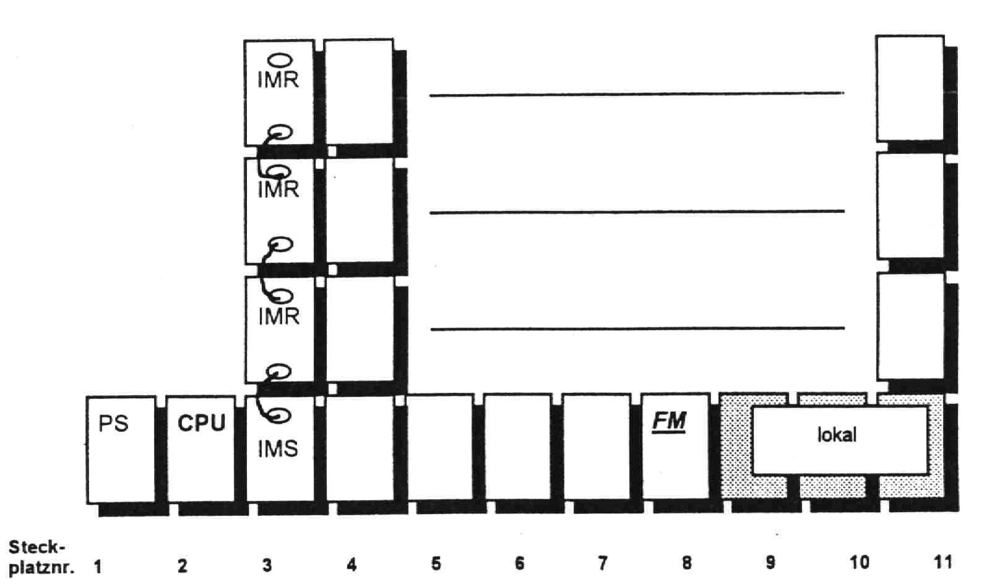 IMR
IMR
IMR
PS
CPU
IMS
FM
lokal
Steck-
platznr. 1 2 3 4 5 6 7 8 9 10 11